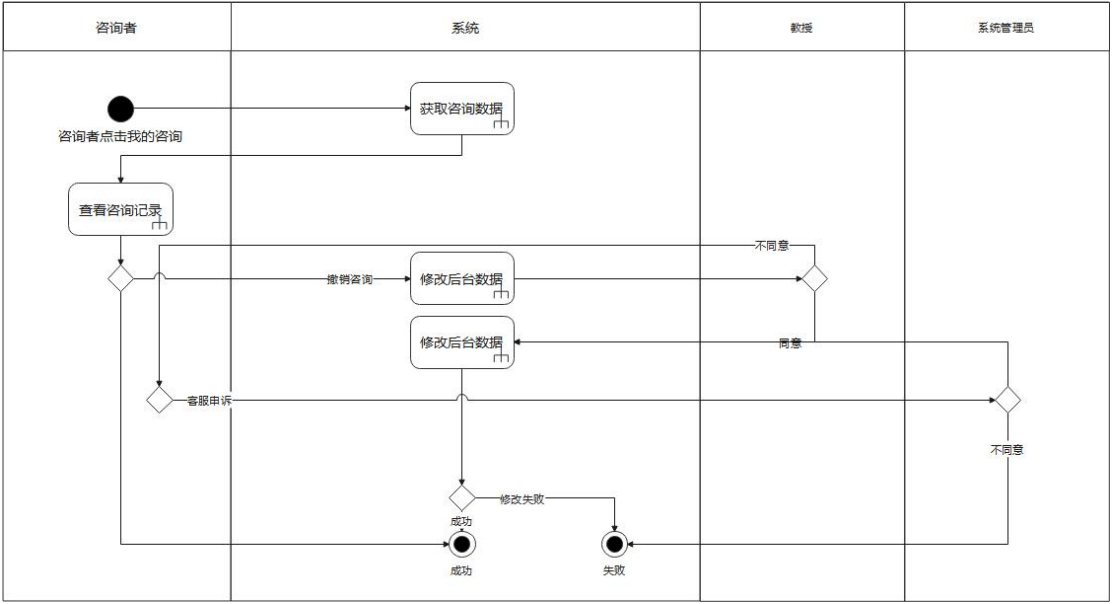 咨询者
系统
教授
系统管理员
获取咨询数据
咨询者点击我的咨询
查看咨询记录
不同意
撤销咨询
修改后台数据
修改后台数据
同意
客服申诉
不同意
修改失败
成功
成功
失败